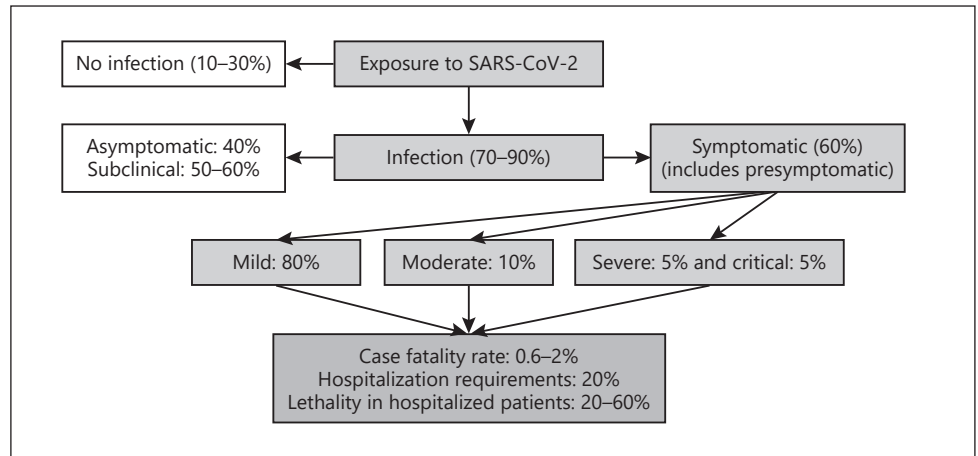 No infection (10–30%)
Exposure to SARS-CoV-2
Asymptomatic: 40%
Subclinical: 50–60%
Infection (70–90%)
Symptomatic (60%)
(includes presymptomatic)
Mild: 80%
Moderate: 10%
Severe: 5% and critical: 5%
Case fatality rate: 0.6–2%
Hospitalization requirements: 20%
Lethality in hospitalized patients: 20–60%